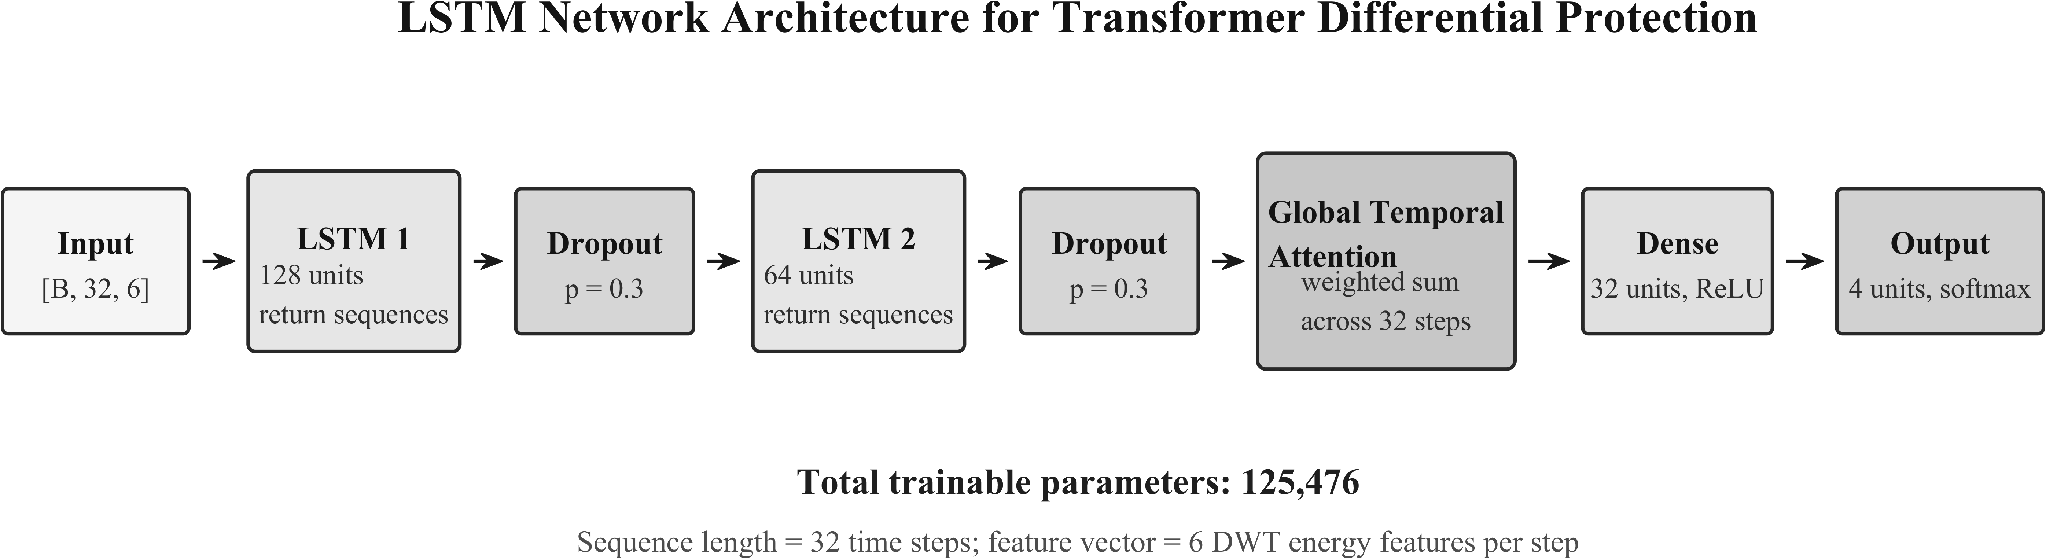 LSTM Network Architecture for Transformer Differential Protection
Input
[B, 32, 6]
LSTM 1
128 units
return sequences
Dropout
p = 0.3
LSTM 2
64 units
return sequences
Dropout
p = 0.3
Global Temporal
Attention
weighted sum
across 32 steps
Dense
32 units, ReLU
Output
4 units, softmax
Total trainable parameters: 125,476
Sequence length = 32 time steps; feature vector = 6 DWT energy features per step